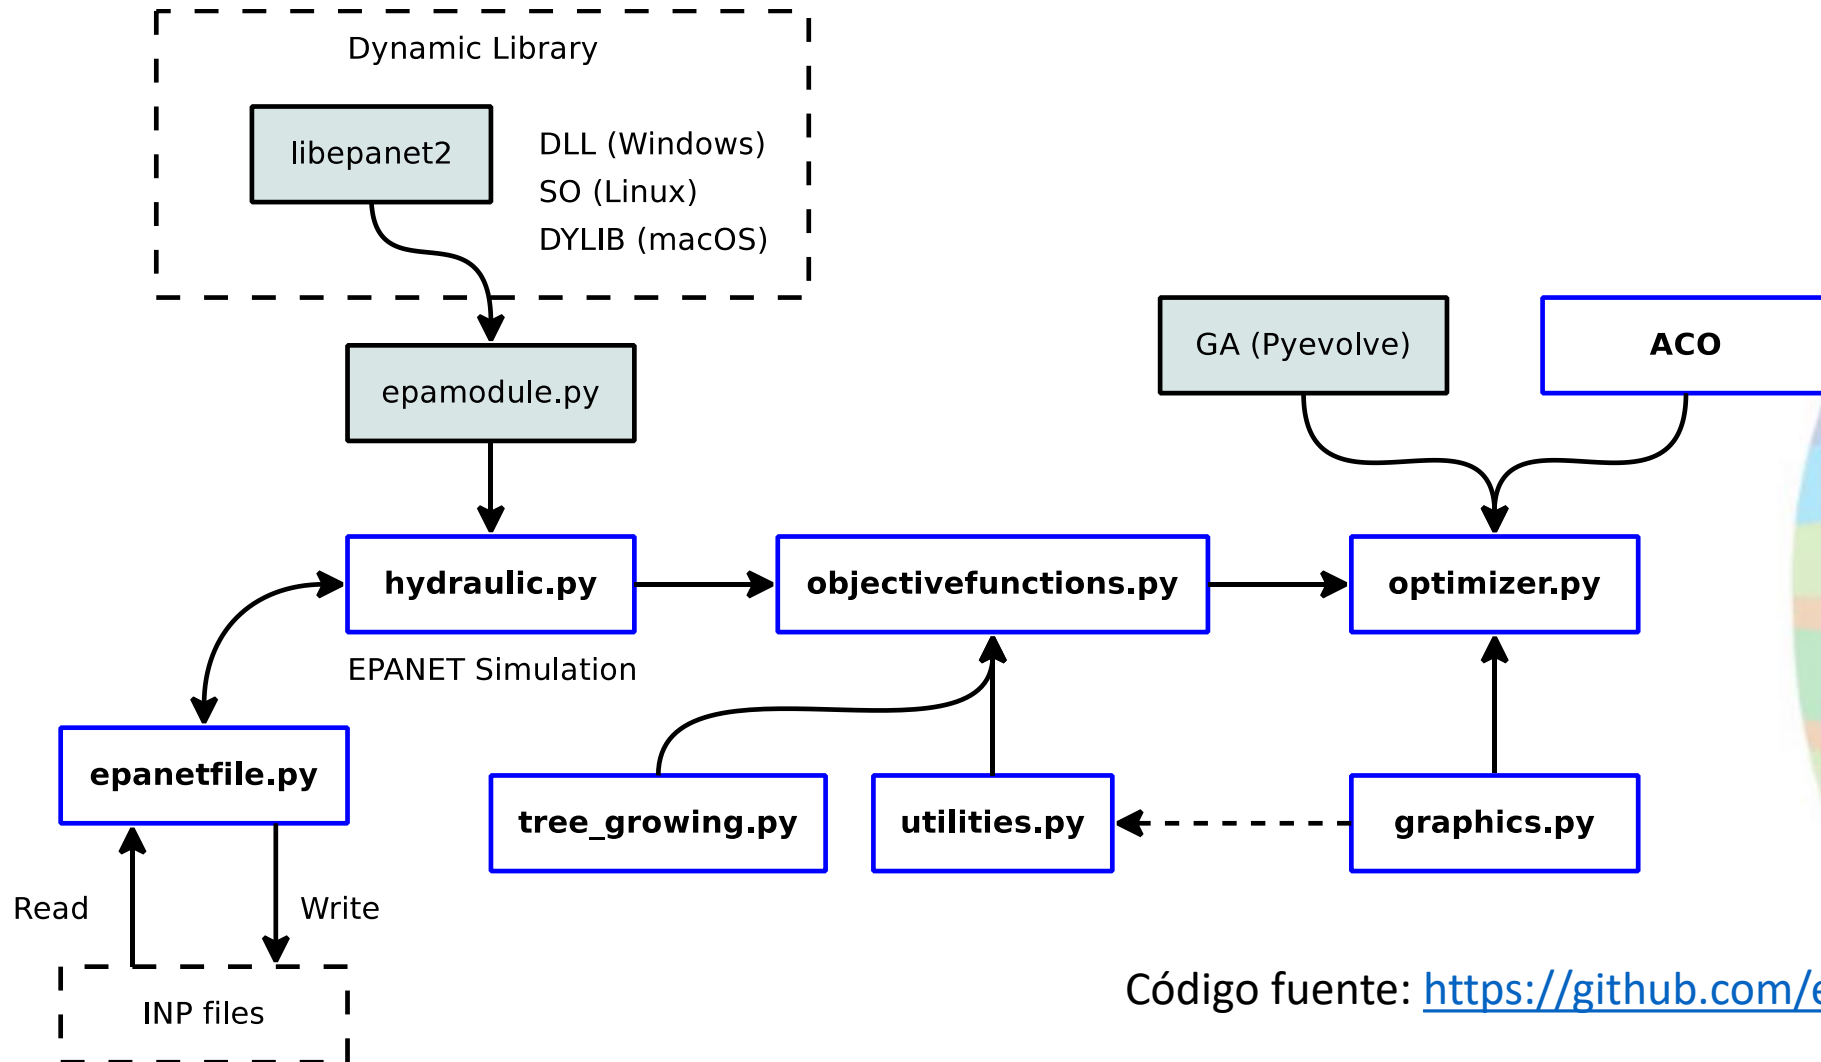 Dynamic Library
libepanet2
DLL (Windows)
SO (Linux)
DYLIB (macOS)
epamodule.py
GA (Pyevolve)
ACO
hydraulic.py
objectivefunctions.py
optimizer.py
EPANET Simulation
epanetfile.py
tree_growing.py
utilities.py
graphics.py
Read
Write
INP files
Código fuente: https://github.com/e